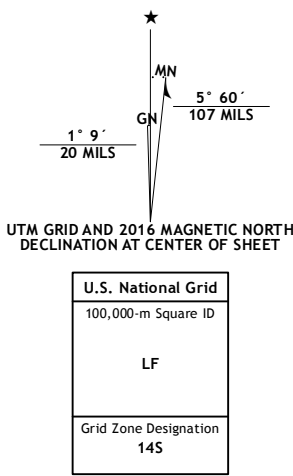 ★
.MN
GN
5° 60´
107 MILS
1° 9´
20 MILS
UTM GRID AND 2016 MAGNETIC NORTH
DECLINATION AT CENTER OF SHEET
U.S. National Grid
100,000-m Square ID
LF
Grid Zone Designation
14S